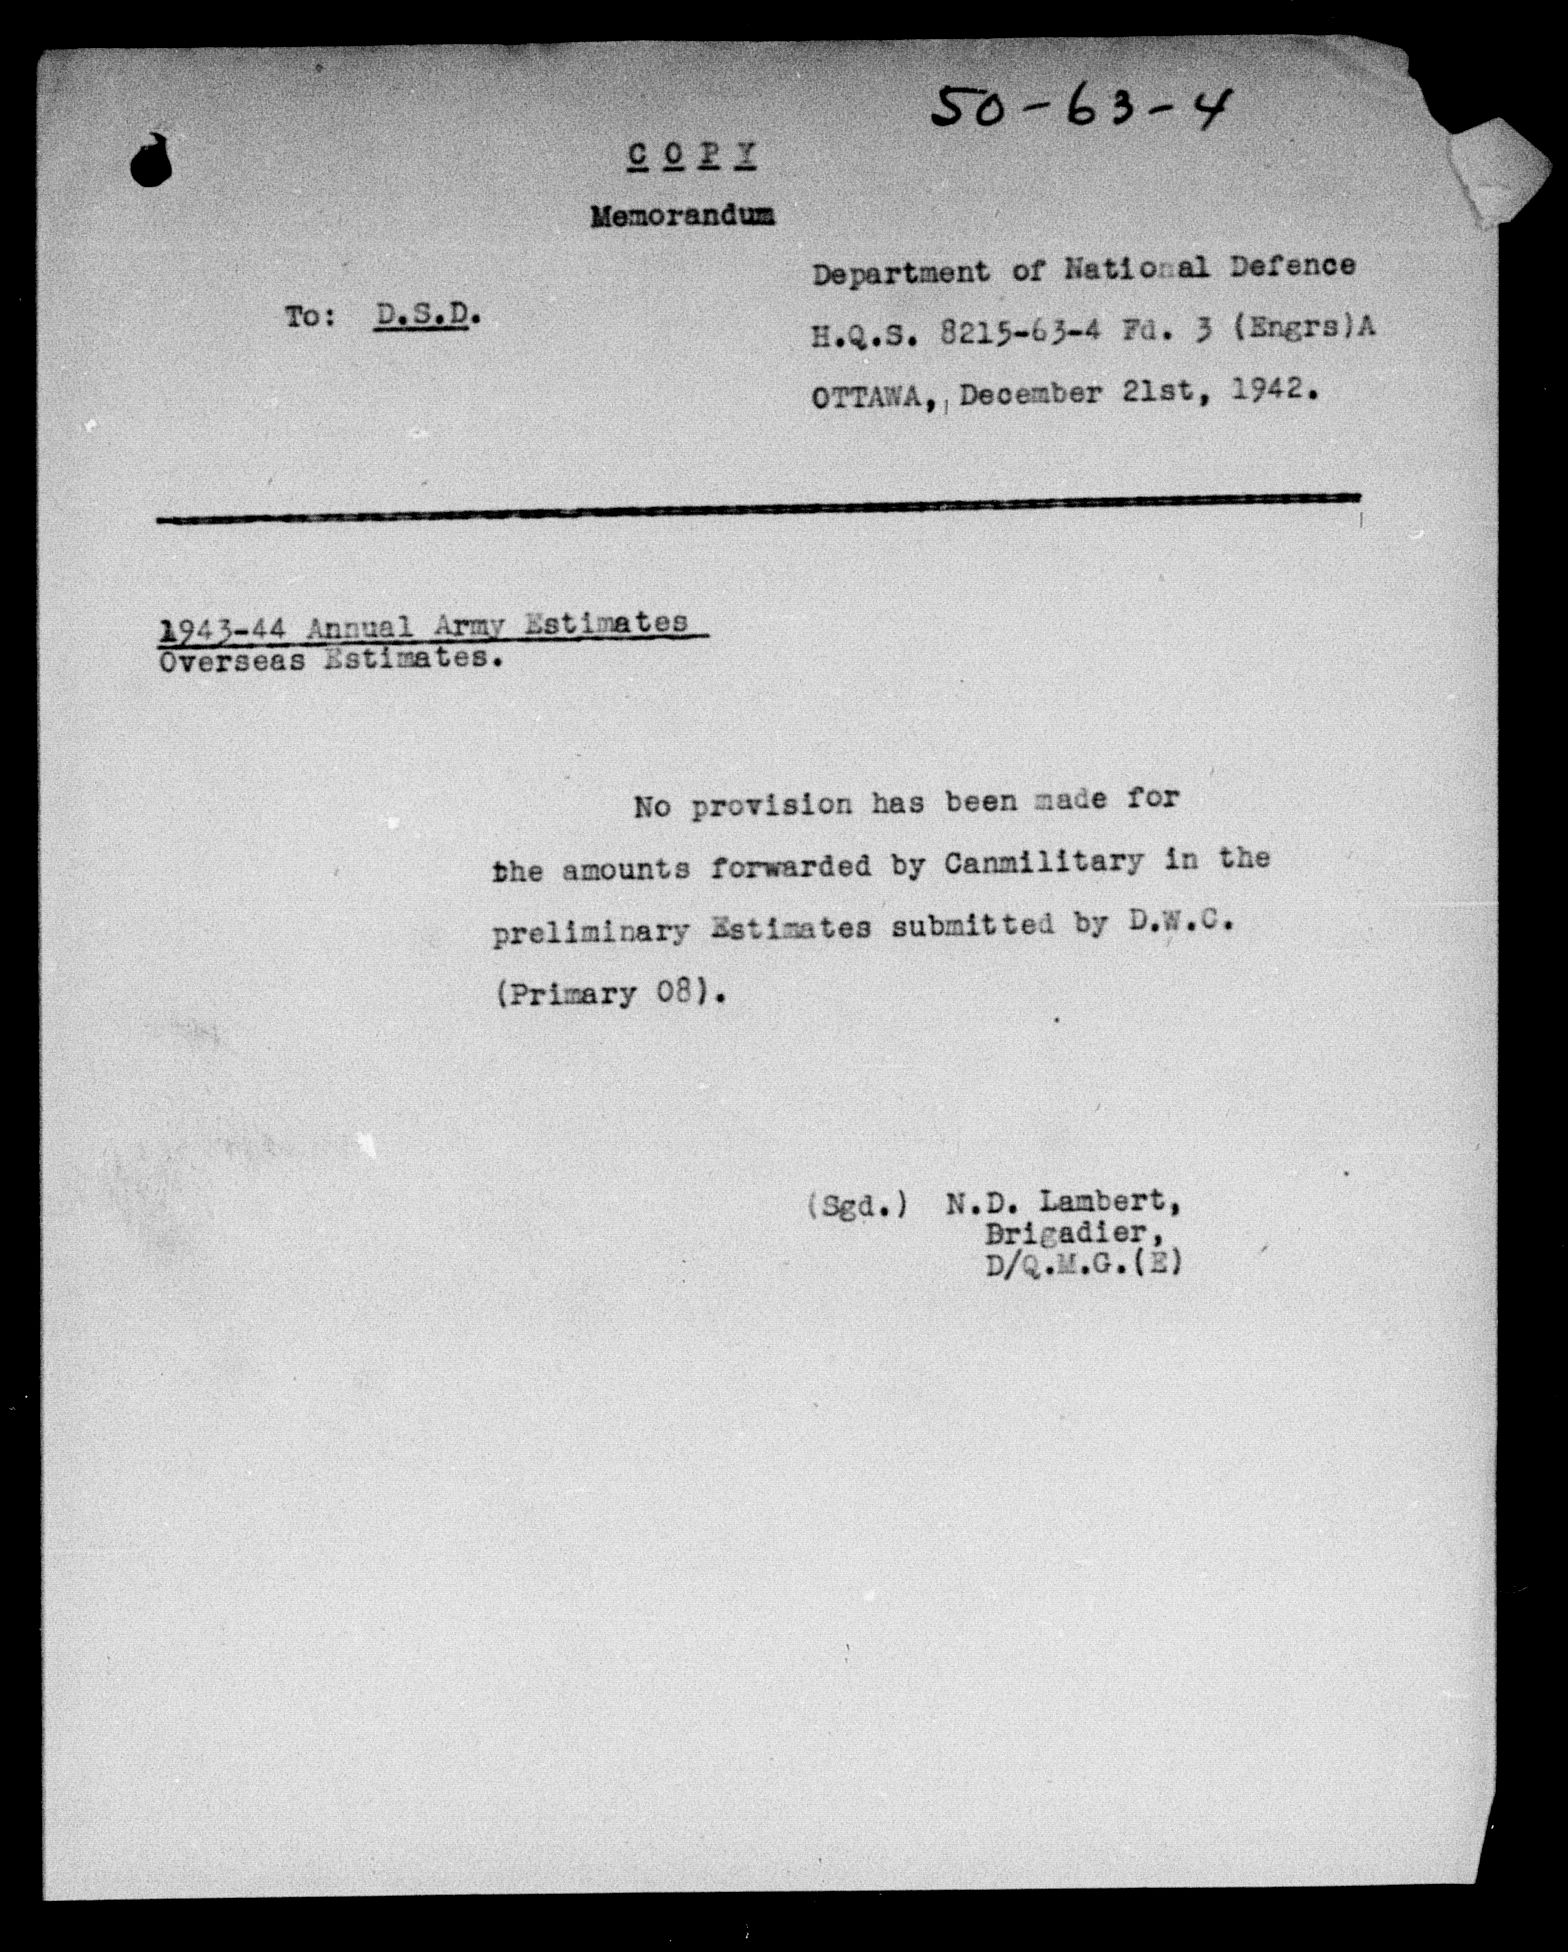 50-63-4
C O P Y
Memorandum
Department of National Defence
To: D.S.D.
H.Q.S. 8215-63-4 Fd. 3 (Engrs)A
OTTAWA, December 21st, 1942.
1943-44 Annual Army Estimates
Overseas Estimates.
No provision has been made for
the amounts forwarded by Canmilitary in the
preliminary Estimates submitted by D.W.C.
(Primary 08).
(Sgd.) N.D. Lambert,
Brigadier,
D/Q.M.G.(E)